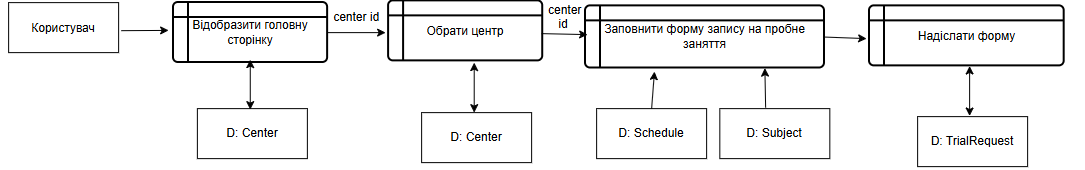 Користувач
Відобразити головну
сторінку
center id
Обрати центр
center
id
Заповнити форму запису на пробне
заняття
Надіслати форму
D: Center
D: Center
D: Schedule
D: Subject
D: TrialRequest